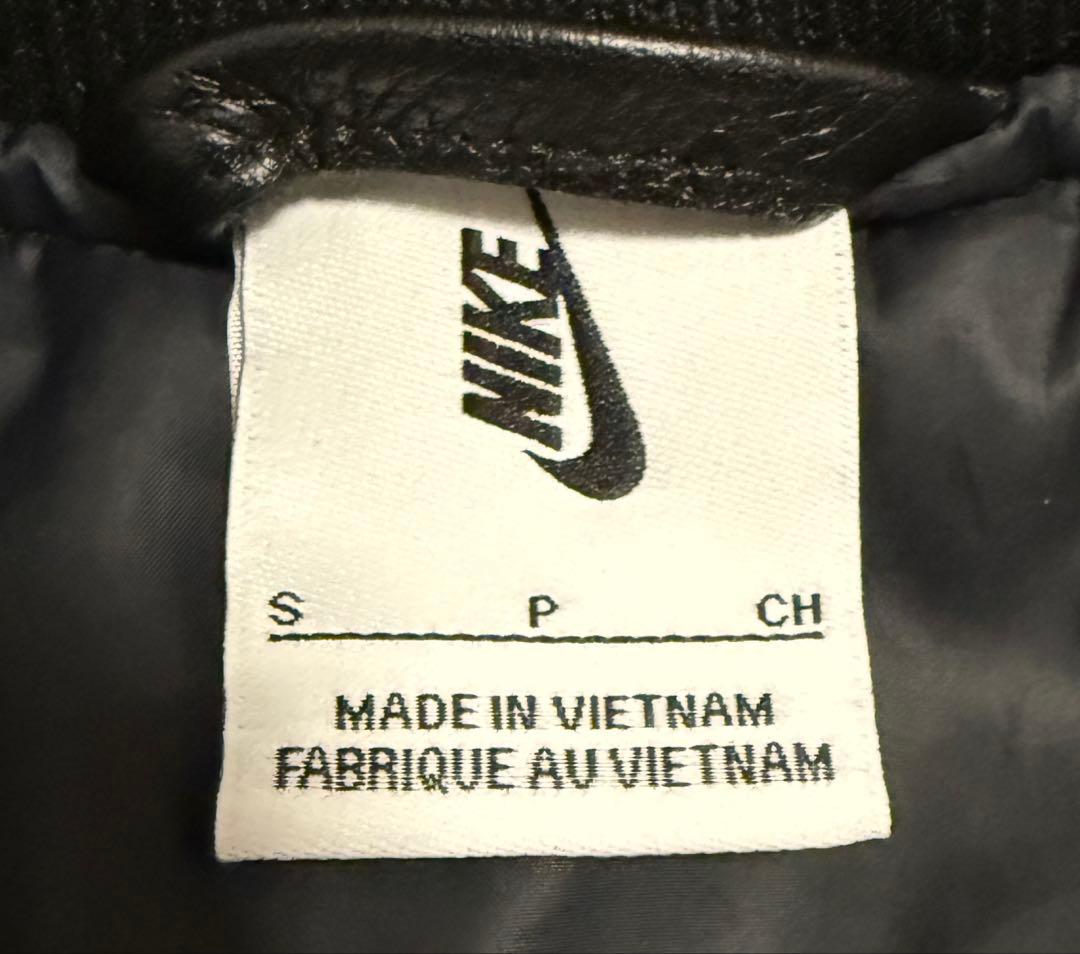 NIKE
S P CH
MADE IN VIETNAM
FABRIQUE AU VIETNAM